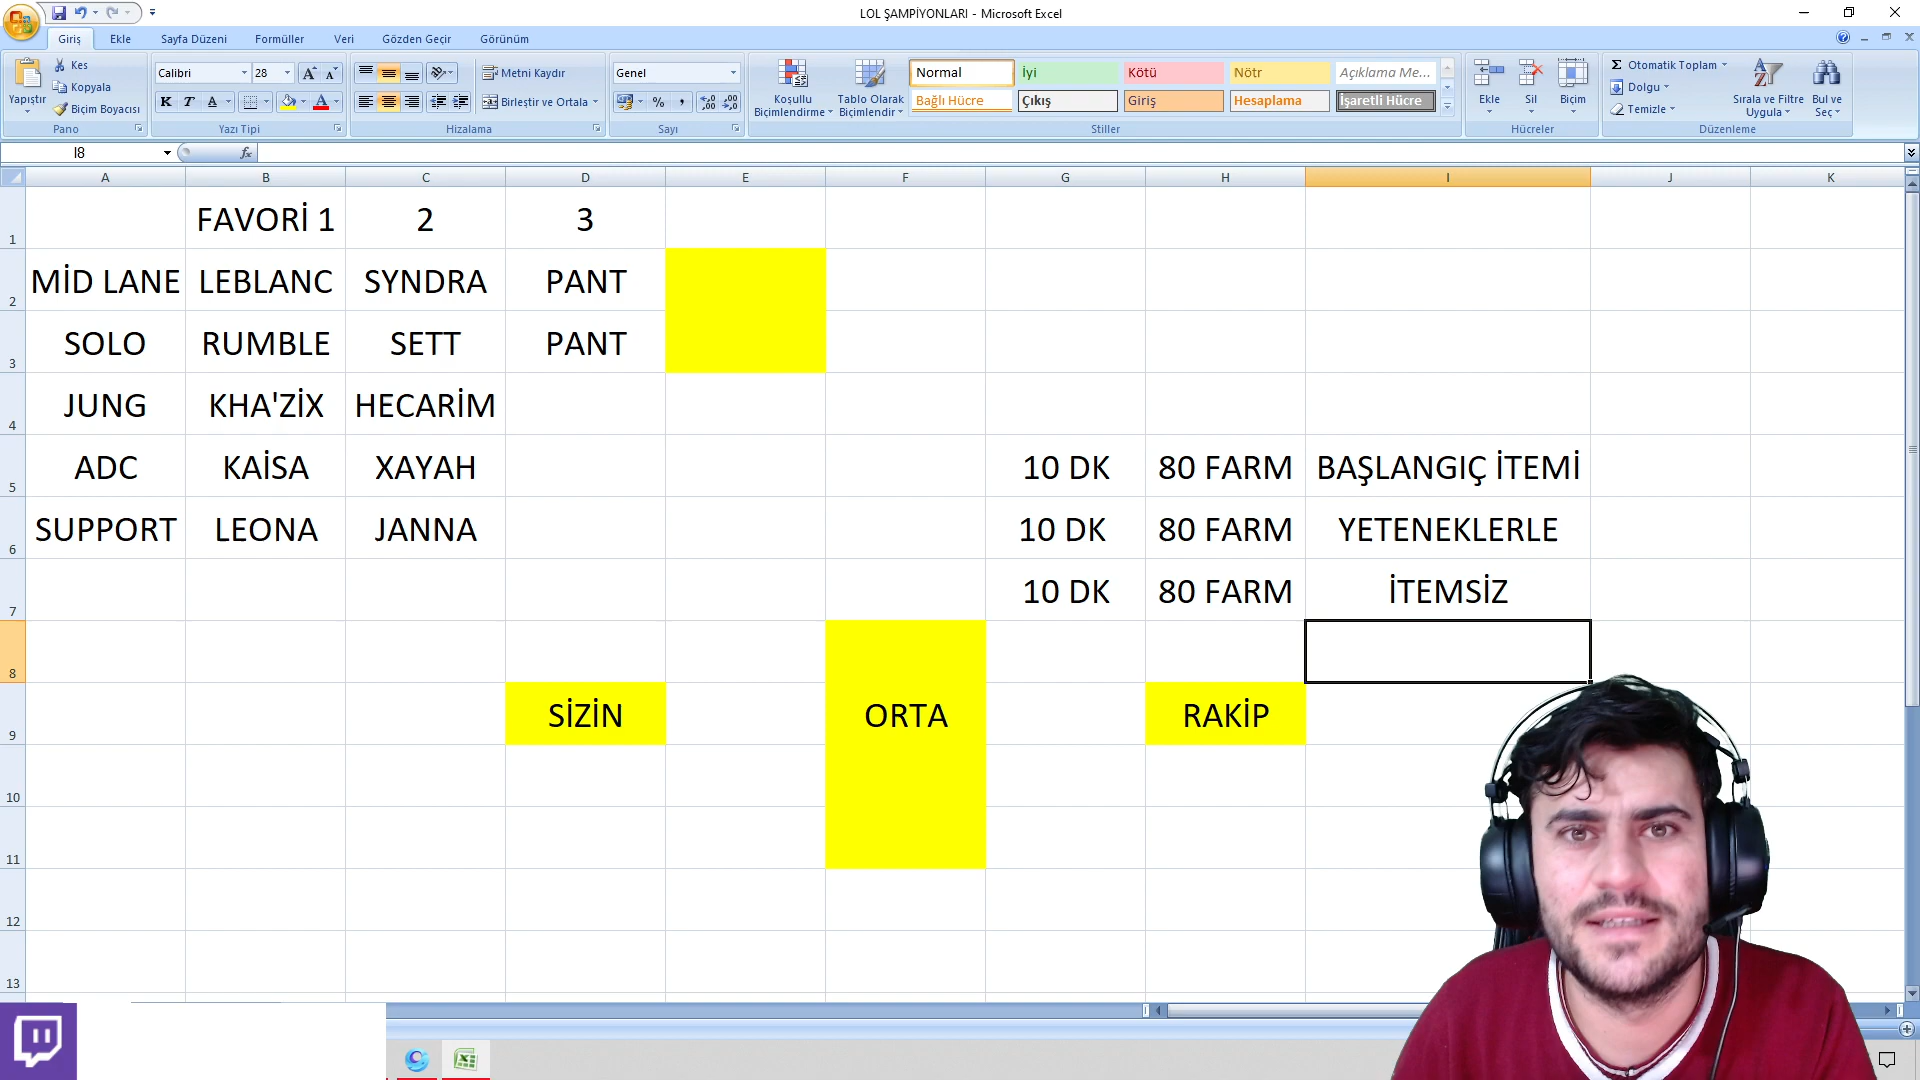 LOL ŞAMPİYONLARI - Microsoft Excel
Giriş Ekle Sayfa Düzeni Formüller Veri Gözden Geçir Görünüm
Yapıştır
Kes
Kopyala
Biçim Boyacısı
Pano
Calibri 28
K T A
Yazı Tipi
Metni Kaydır
Birleştir ve Ortala
Hizalama
Genel
Sayı
Koşullu Biçimlendirme
Tablo Olarak Biçimlendir
Normal İyi Kötü Nötr Açıklama Me...
Bağlı Hücre Çıkış Giriş Hesaplama İşaretli Hücre
Stiller
Ekle Sil Biçim
Hücreler
Otomatik Toplam
Dolgu
Temizle
Sırala ve Filtre Uygula
Bul ve Seç
Düzenleme
I8 fx
A B C D E F G H I J K
1 FAVORİ 1 2 3
2 MİD LANE LEBLANC SYNDRA PANT
3 SOLO RUMBLE SETT PANT
4 JUNG KHA'ZİX HECARİM
5 ADC KAİSA XAYAH 10 DK 80 FARM BAŞLANGIÇ İTEMİ
6 SUPPORT LEONA JANNA 10 DK 80 FARM YETENEKLERLE
7 10 DK 80 FARM İTEMSİZ
8
9 SİZİN ORTA RAKİP
10
11
12
13